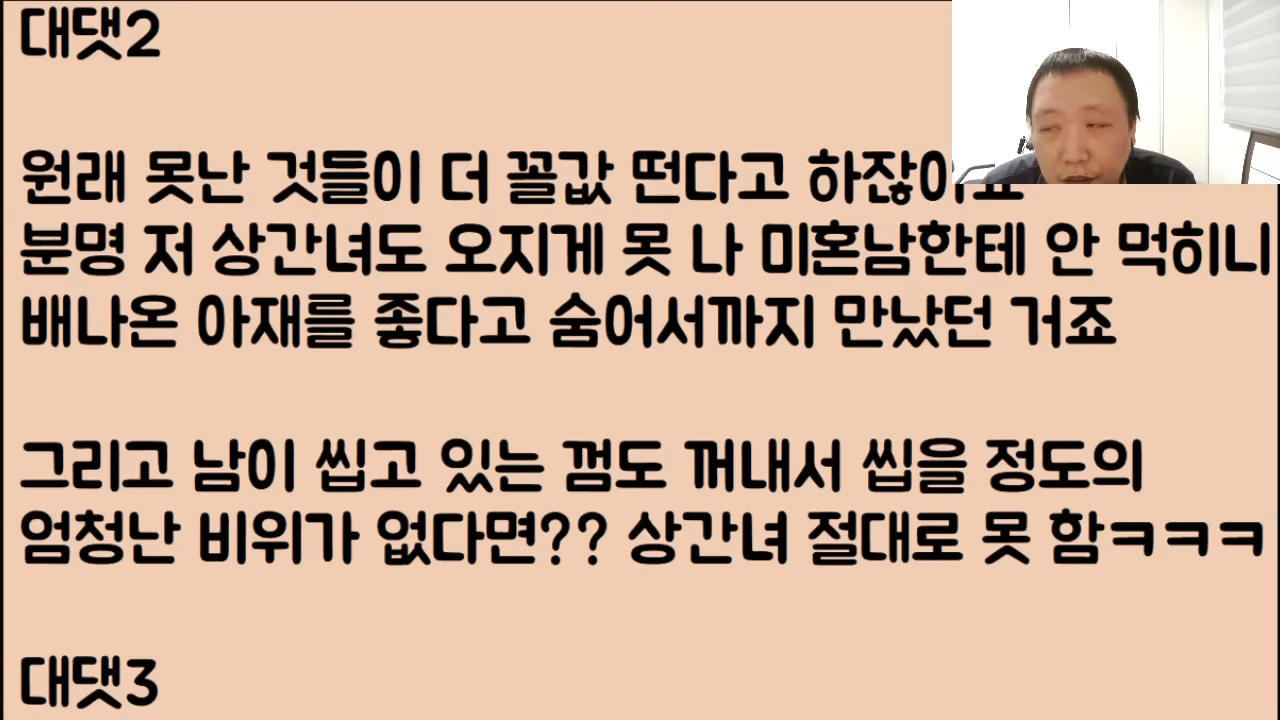 대댓2
원래 못난 것들이 더 꼴값 떤다고 하잖아요
분명 저 상간녀도 오지게 못 나 미혼남한테 안 먹히니
배나온 아재를 좋다고 숨어서까지 만났던 거죠
그리고 남이 씹고 있는 껌도 꺼내서 씹을 정도의
엄청난 비위가 없다면?? 상간녀 절대로 못 함ㅋㅋㅋ
대댓3